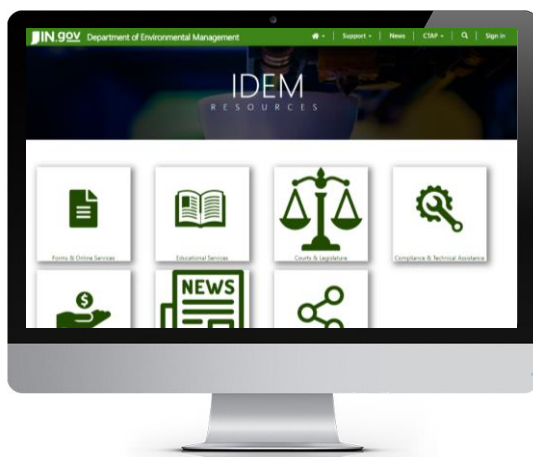 IN.gov Department of Environmental Management Support News CTAP Sign in
IDEM
RESOURCES
Forms & Online Services Educational Services Courts & Legislature Compliance & Technical Assistance
NEWS